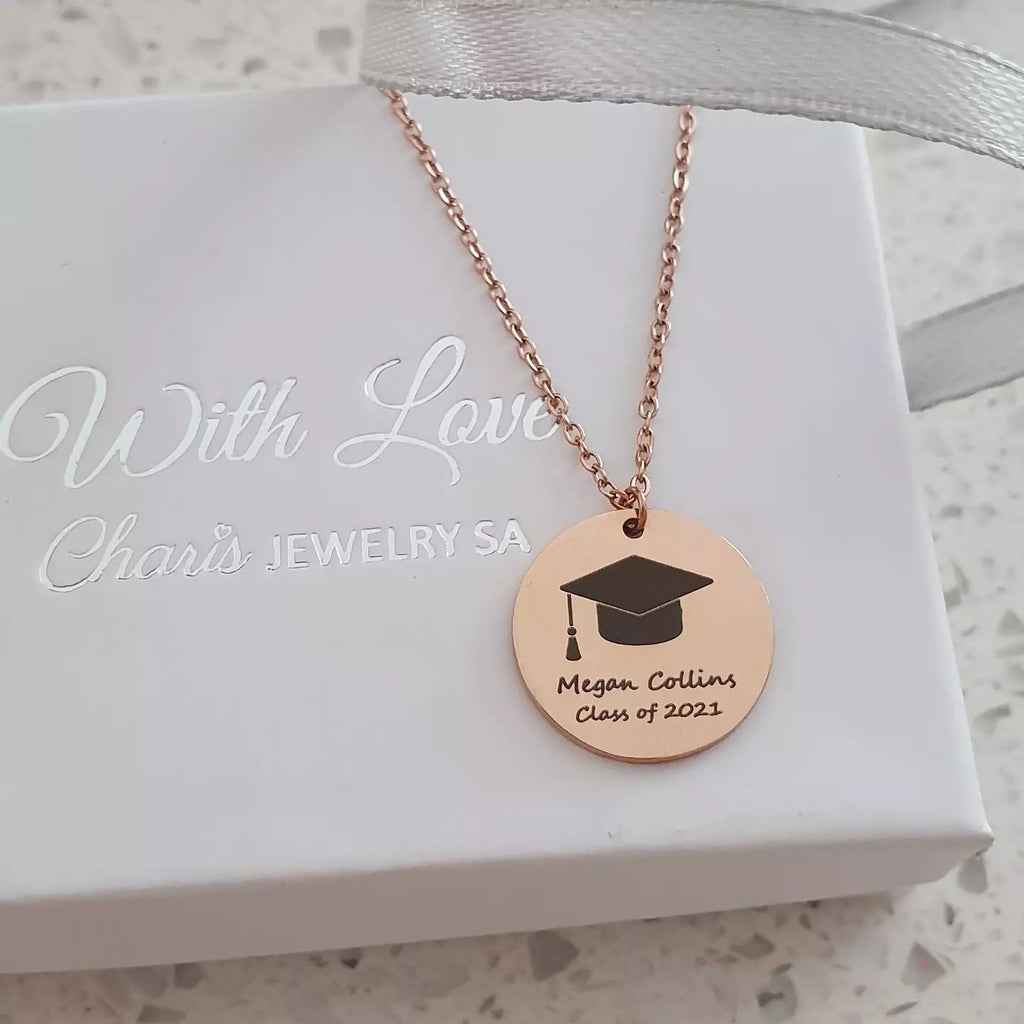 With Love
Charis JEWELRY SA
Megan Collins
Class of 2021